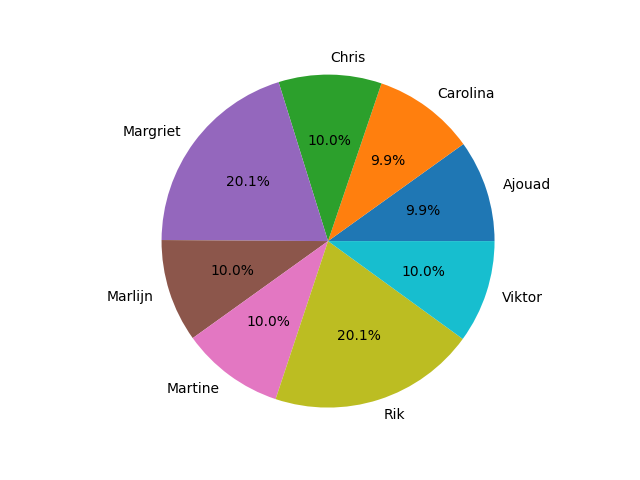 Chris
Carolina
Margriet
10.0%
9.9%
20.1%
Ajouad
9.9%
10.0%
10.0%
Marlijn
Viktor
10.0%
20.1%
Martine
Rik